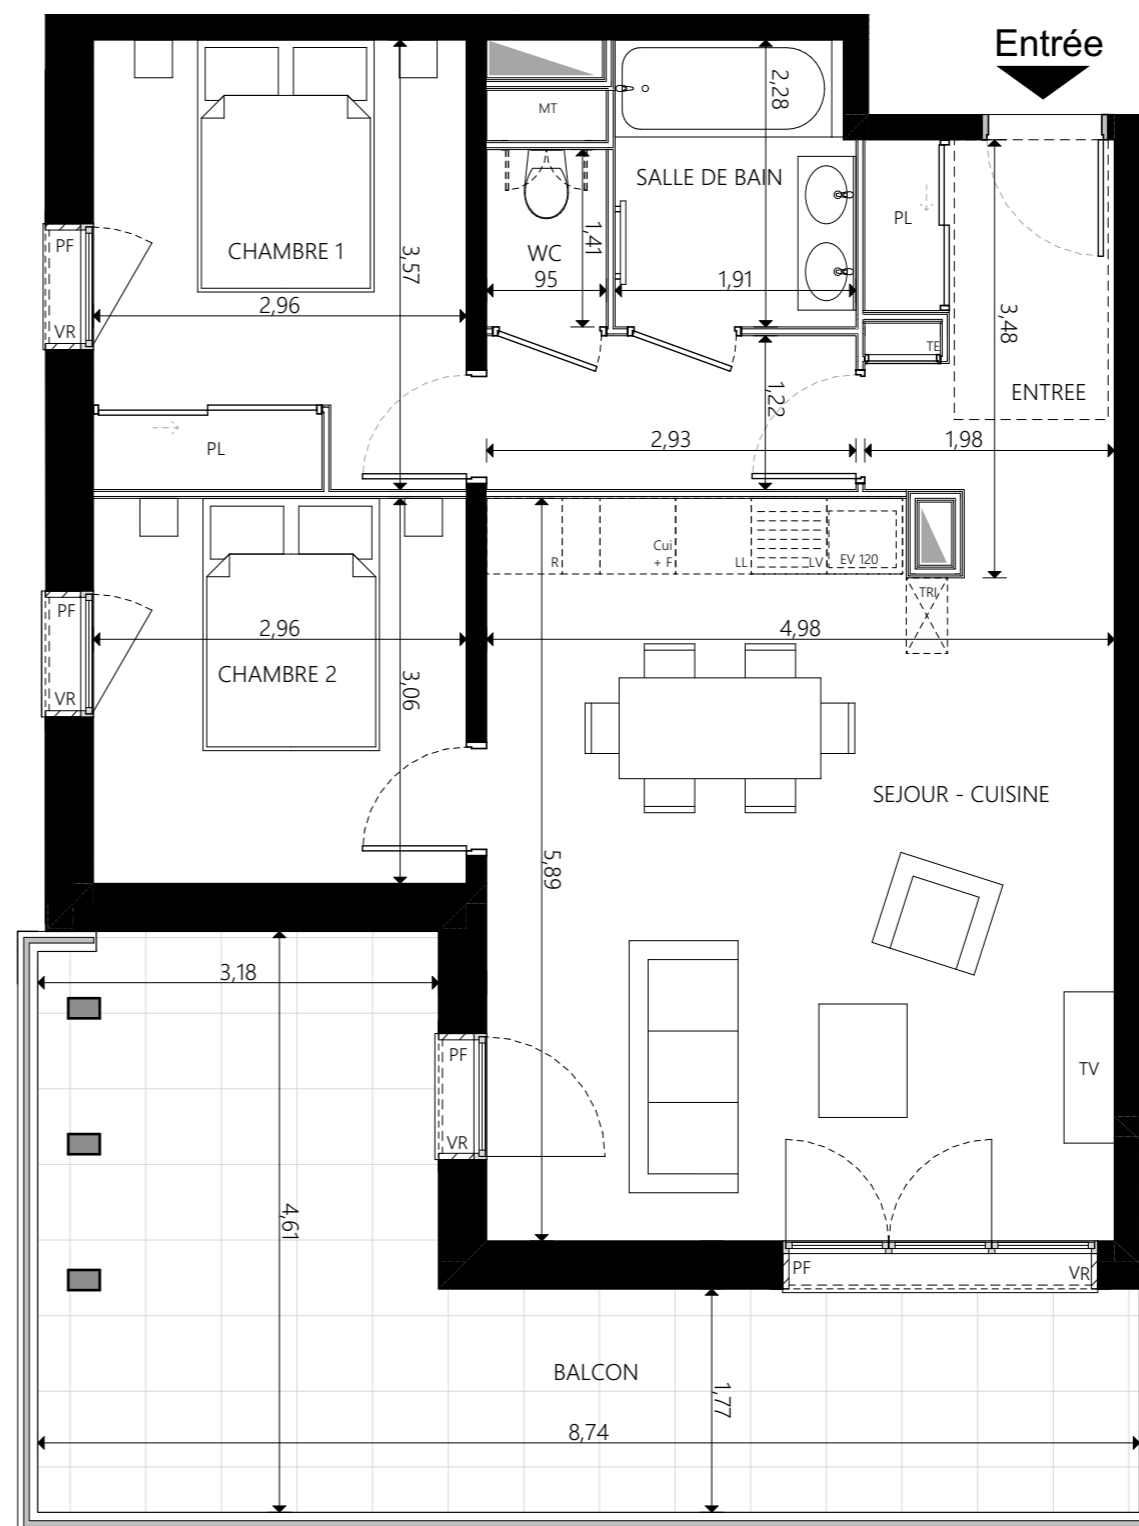 Entrée
2,28
MT
SALLE DE BAIN
PL
CHAMBRE 1
3,57
WC
95
1,41
1,91
PF
VR
2,96
3,48
TE
ENTREE
1,22
2,93
1,98
PL
R
Cui
+ F
LL
LV
EV 120
TRI
PF
VR
2,96
4,98
CHAMBRE 2
3,06
SEJOUR - CUISINE
5,89
3,18
PF
VR
TV
4,61
PF
VR
BALCON
1,77
8,74